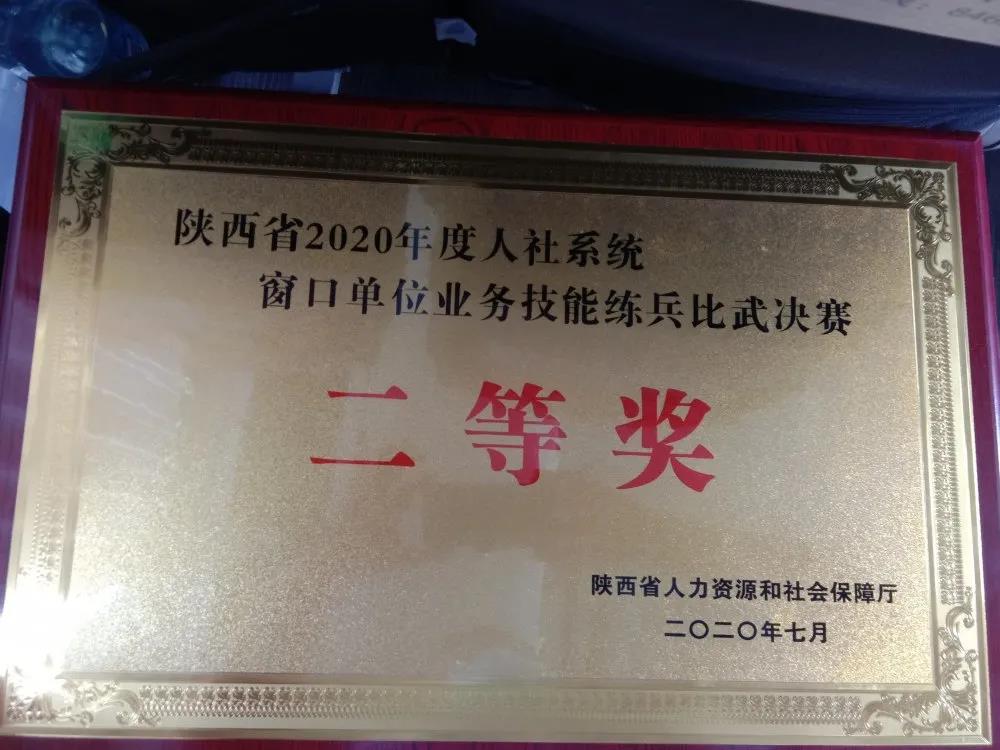 陕西省2020年度人社系统
窗口单位业务技能练兵比武决赛
二等奖
陕西省人力资源和社会保障厅
二〇二〇年七月